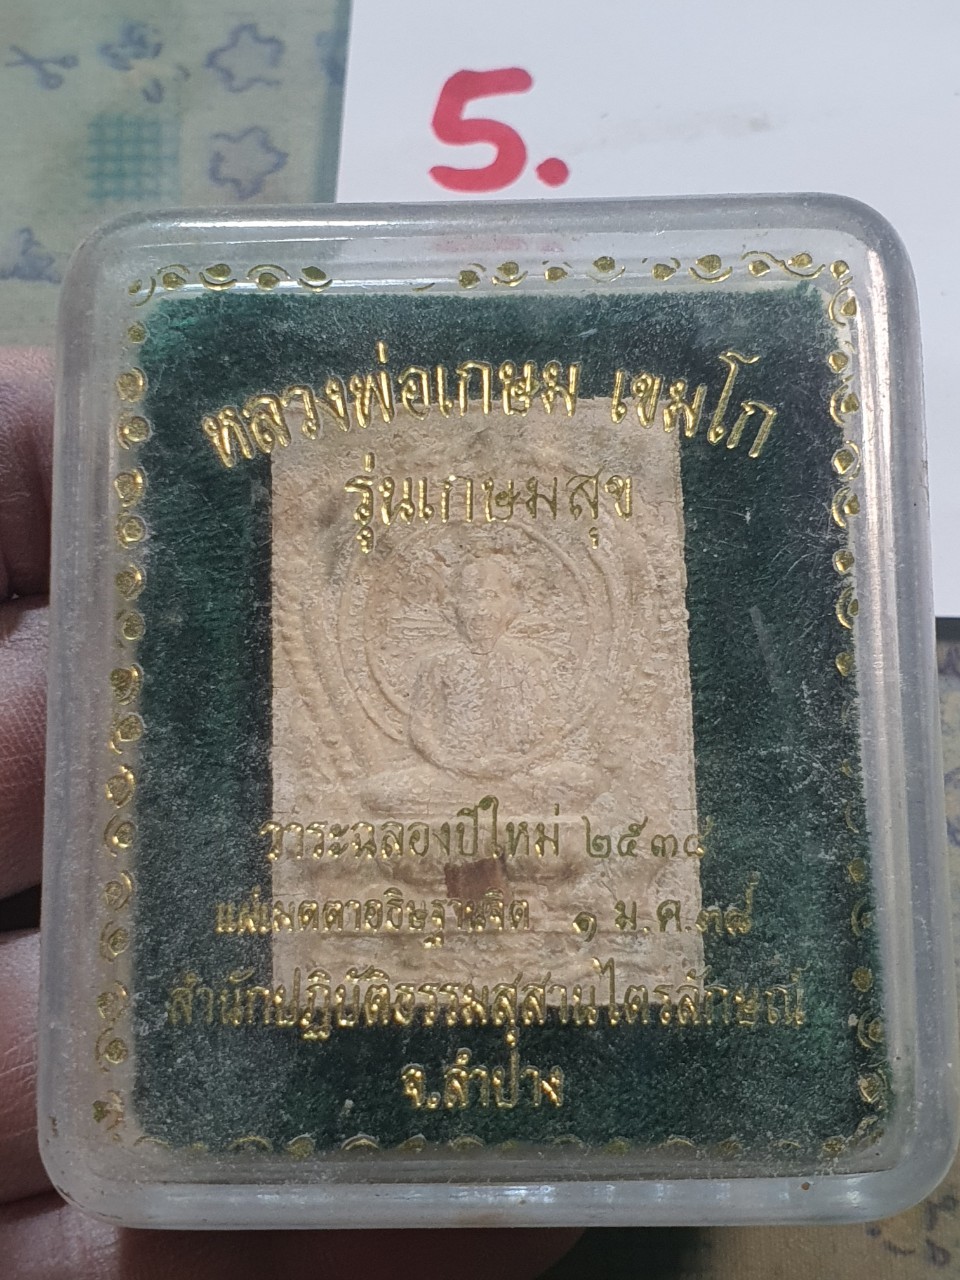 5.
หลวงพ่อเกษม เขมโก
รุ่นเกษมสุข
วาระฉลองปีใหม่ ๒๕๓๘
แผ่เมตตาอธิษฐานจิต ๑ ม.ค.๓๘
สำนักปฏิบัติธรรมสุสานไตรลักษณ์
จ.ลำปาง